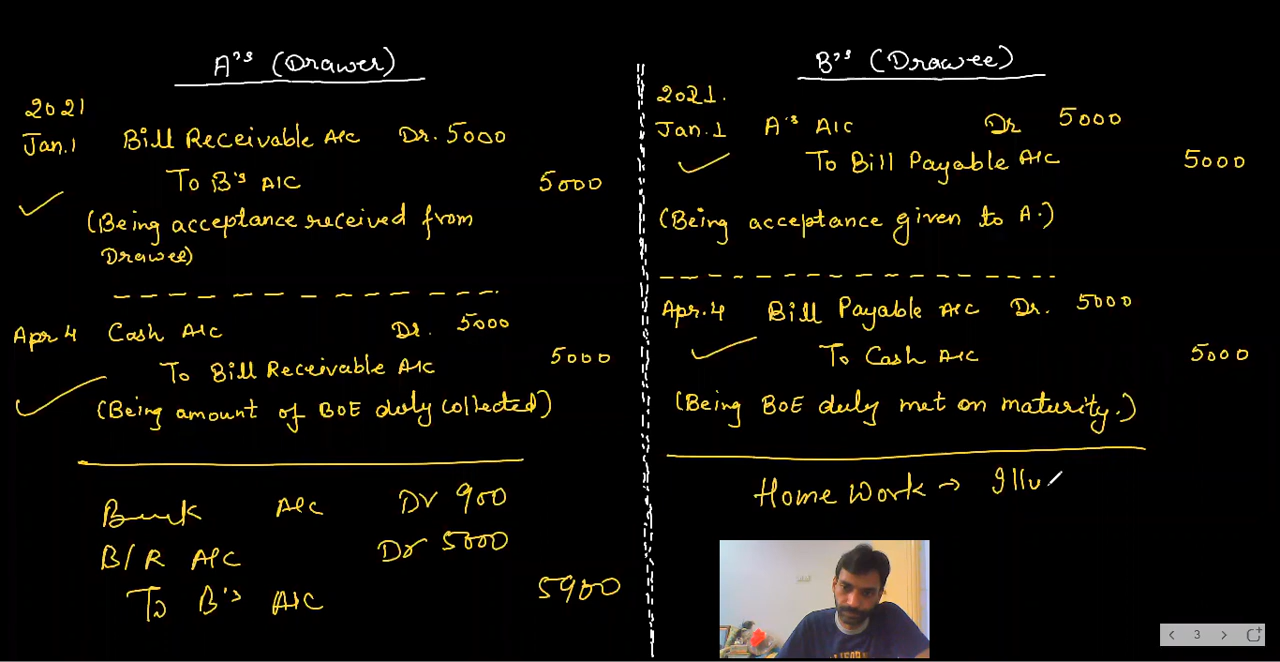 A's (Drawer)
2021
Jan.1 Bill Receivable A/C Dr. 5000
To B's A/C 5000
(Being acceptance received from
Drawee)
Apr 4 Cash A/C Dr. 5000
To Bill Receivable A/C 5000
(Being amount of BOE duly collected)
Bank A/C Dr 900
B/R A/C Dr 5000
To B's A/C 5900
B's (Drawee)
2021.
Jan.1 A's A/C Dr 5000
To Bill Payable A/C 5000
(Being acceptance given to A.)
Apr.4 Bill Payable A/C Dr. 5000
To Cash A/C 5000
(Being BOE duly met on maturity.)
Home Work → Illu
3